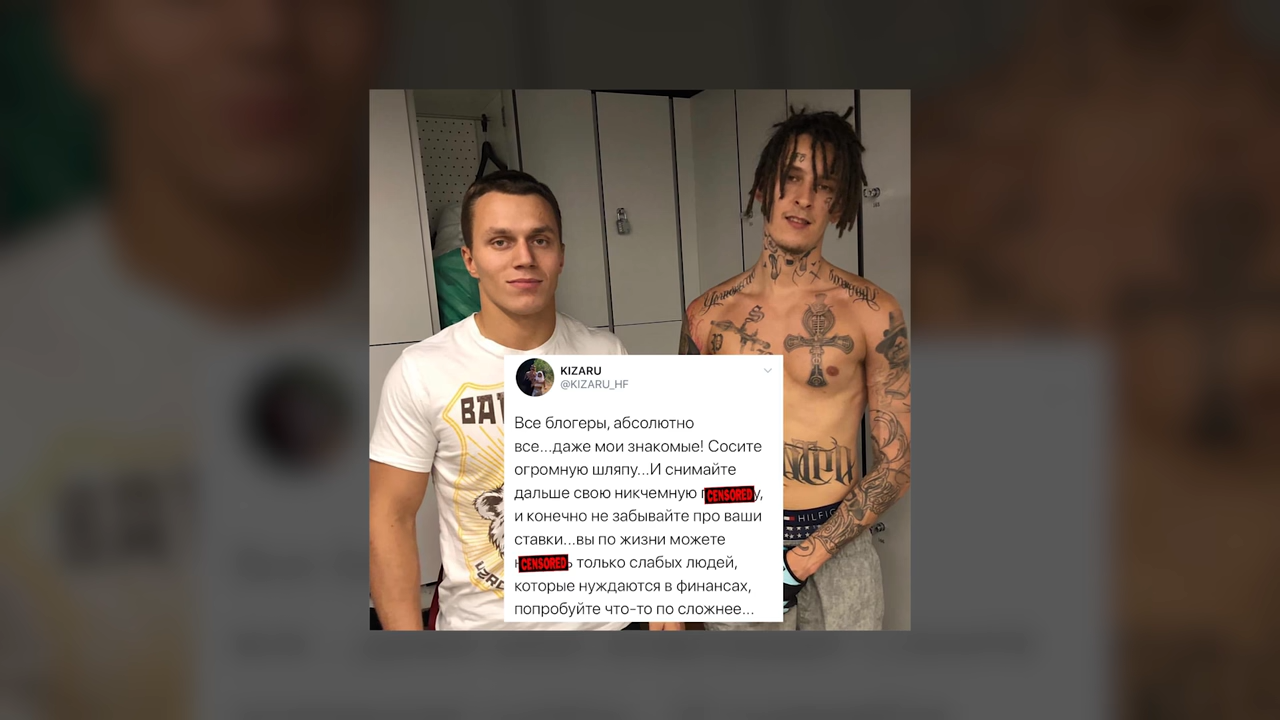 KIZARU
@KIZARU_HF
Все блогеры, абсолютно
все...даже мои знакомые! Сосите
огромную шляпу...И снимайте
дальше свою никчемную CENSORED у,
и конечно не забывайте про ваши
ставки...вы по жизни можете
CENSORED ь только слабых людей,
которые нуждаются в финансах,
попробуйте что-то по сложнее...
BA
HILFIG